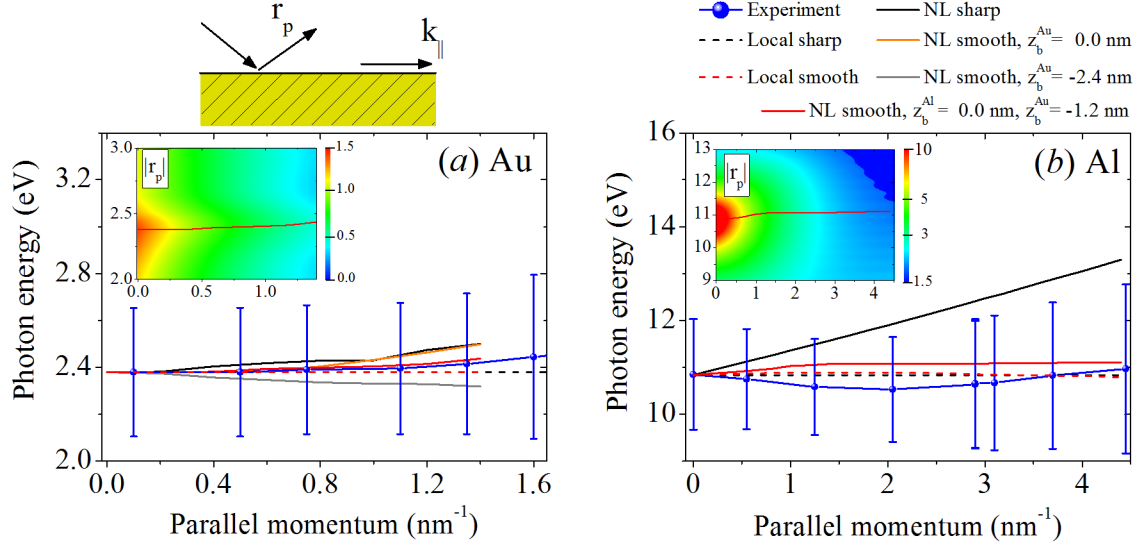 r_p
k_||
Experiment
NL sharp
Local sharp
NL smooth, z_b^Au = 0.0 nm
Local smooth
NL smooth, z_b^Au = -2.4 nm
NL smooth, z_b^Al = 0.0 nm, z_b^Au = -1.2 nm
(a) Au
Photon energy (eV)
3.2
2.8
2.4
2.0
0.0 0.4 0.8 1.2 1.6
Parallel momentum (nm⁻¹)
|r_p|
3.0
2.5
2.0
0.0 0.5 1.0
1.5
1.0
0.5
0.0
(b) Al
Photon energy (eV)
16
14
12
10
0 1 2 3 4
Parallel momentum (nm⁻¹)
|r_p|
13
12
11
10
9
0 1 2 3 4
10
5
3
1.5